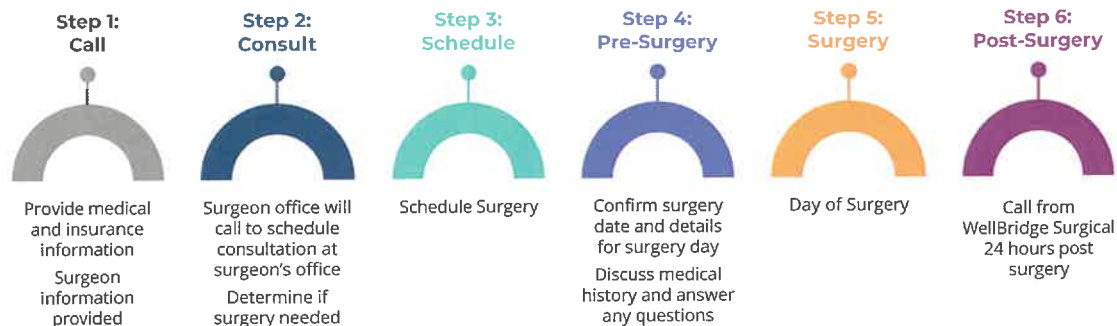 Step 1:
Call
Provide medical
and insurance
information
Surgeon
information
provided
Step 2:
Consult
Surgeon office will
call to schedule
consultation at
surgeon's office
Determine if
surgery needed
Step 3:
Schedule
Schedule Surgery
Step 4:
Pre-Surgery
Confirm surgery
date and details
for surgery day
Discuss medical
history and answer
any questions
Step 5:
Surgery
Day of Surgery
Step 6:
Post-Surgery
Call from
WellBridge Surgical
24 hours post
surgery